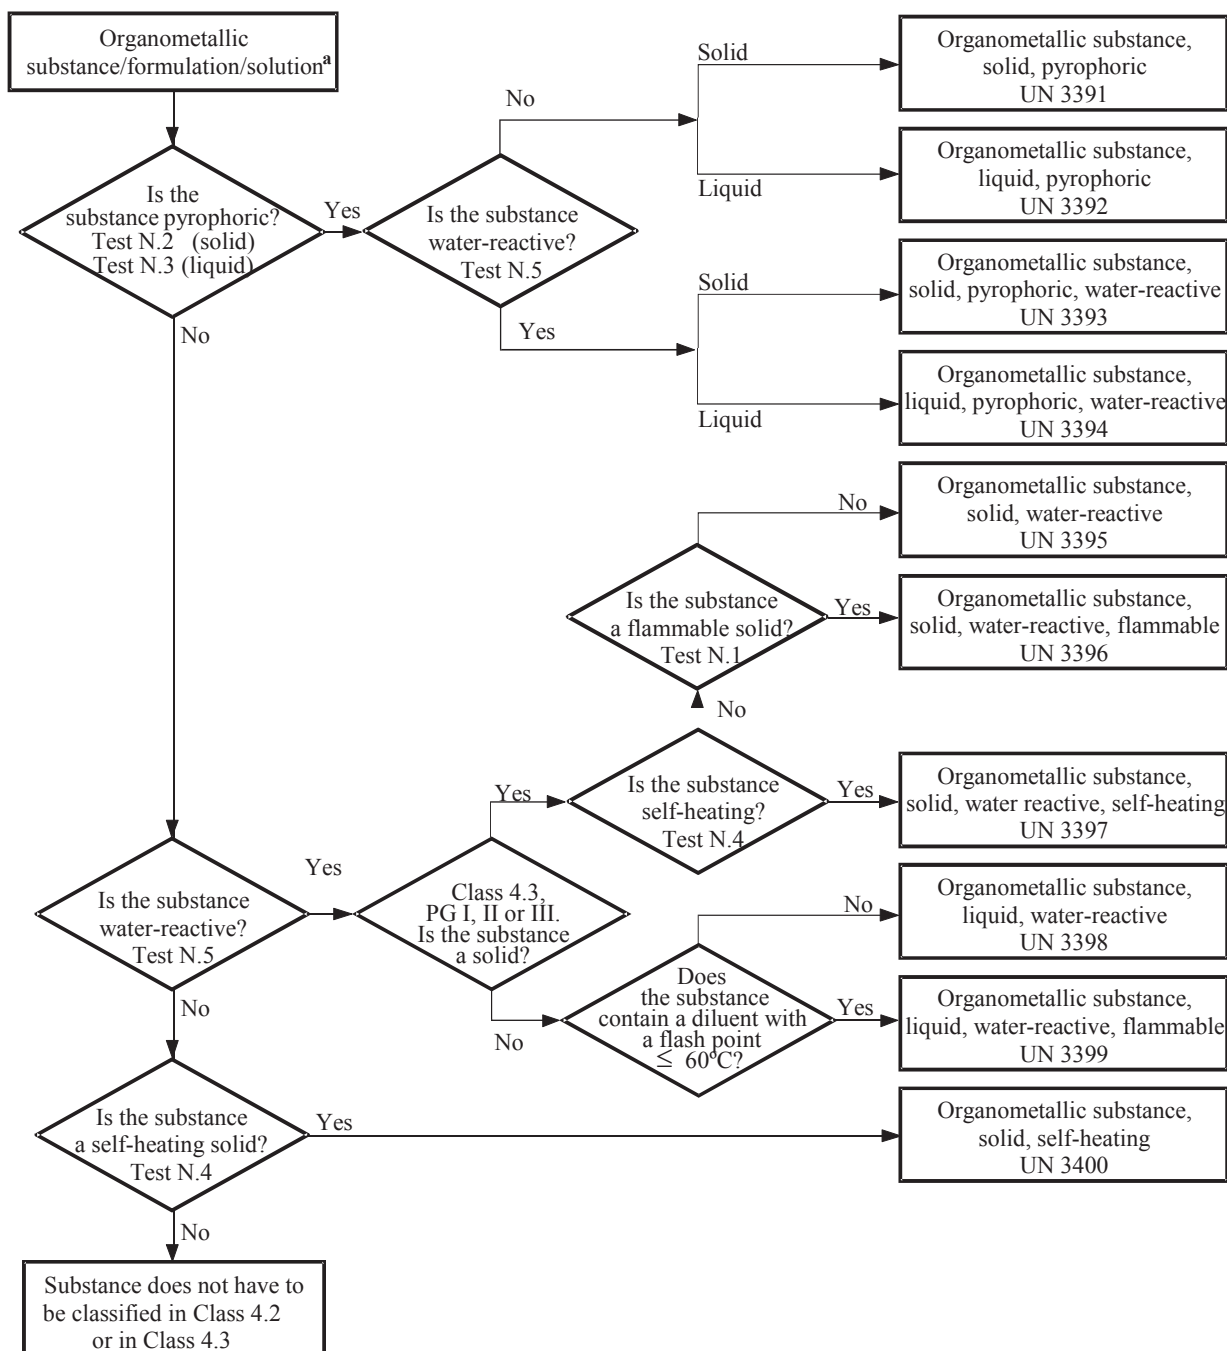 Organometallic
substance/formulation/solutionᵃ
Is the
substance pyrophoric?
Test N.2 (solid)
Test N.3 (liquid)
Yes
No
Is the substance
water-reactive?
Test N.5
No
Yes
Solid
Liquid
Solid
Liquid
Organometallic substance,
solid, pyrophoric
UN 3391
Organometallic substance,
liquid, pyrophoric
UN 3392
Organometallic substance,
solid, pyrophoric, water-reactive
UN 3393
Organometallic substance,
liquid, pyrophoric, water-reactive
UN 3394
Organometallic substance,
solid, water-reactive
UN 3395
Organometallic substance,
solid, water-reactive, flammable
UN 3396
No
Is the substance
a flammable solid?
Test N.1
Yes
No
Is the substance
self-heating?
Test N.4
Yes
Yes
Organometallic substance,
solid, water reactive, self-heating
UN 3397
Is the substance
water-reactive?
Test N.5
Yes
No
Class 4.3,
PG I, II or III.
Is the substance
a solid?
No
Does
the substance
contain a diluent with
a flash point
≤ 60ºC?
No
Yes
Organometallic substance,
liquid, water-reactive
UN 3398
Organometallic substance,
liquid, water-reactive, flammable
UN 3399
Is the substance
a self-heating solid?
Test N.4
Yes
No
Organometallic substance,
solid, self-heating
UN 3400
Substance does not have to
be classified in Class 4.2
or in Class 4.3